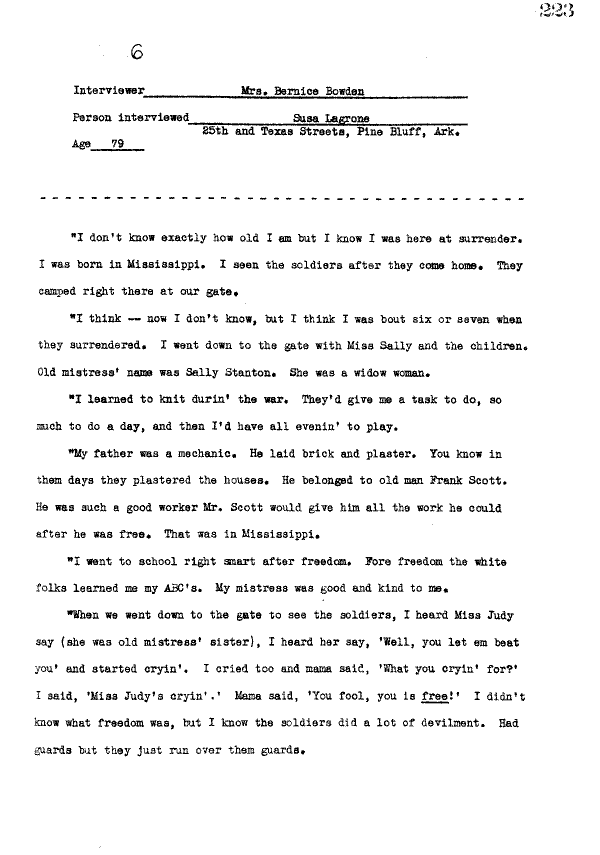 223
6
Interviewer Mrs. Bernice Bowden
Person interviewed Susa Lagrone
25th and Texas Streets, Pine Bluff, Ark.
Age 79
- - - - - - - - - - - - - - - - - - - - - - - - - - - - - - - - - - - - - -
"I don't know exactly how old I am but I know I was here at surrender.
I was born in Mississippi. I seen the soldiers after they come home. They
camped right there at our gate.
"I think -- now I don't know, but I think I was bout six or seven when
they surrendered. I went down to the gate with Miss Sally and the children.
Old mistress' name was Sally Stanton. She was a widow woman.
"I learned to knit durin' the war. They'd give me a task to do, so
much to do a day, and then I'd have all evenin' to play.
"My father was a mechanic. He laid brick and plaster. You know in
them days they plastered the houses. He belonged to old man Frank Scott.
He was such a good worker Mr. Scott would give him all the work he could
after he was free. That was in Mississippi.
"I went to school right smart after freedom. Fore freedom the white
folks learned me my ABC's. My mistress was good and kind to me.
"When we went down to the gate to see the soldiers, I heard Miss Judy
say (she was old mistress' sister), I heard her say, 'Well, you let em beat
you' and started cryin'. I cried too and mama said, 'What you cryin' for?'
I said, 'Miss Judy's cryin'.' Mama said, 'You fool, you is free!' I didn't
know what freedom was, but I know the soldiers did a lot of devilment. Had
guards but they just run over them guards.